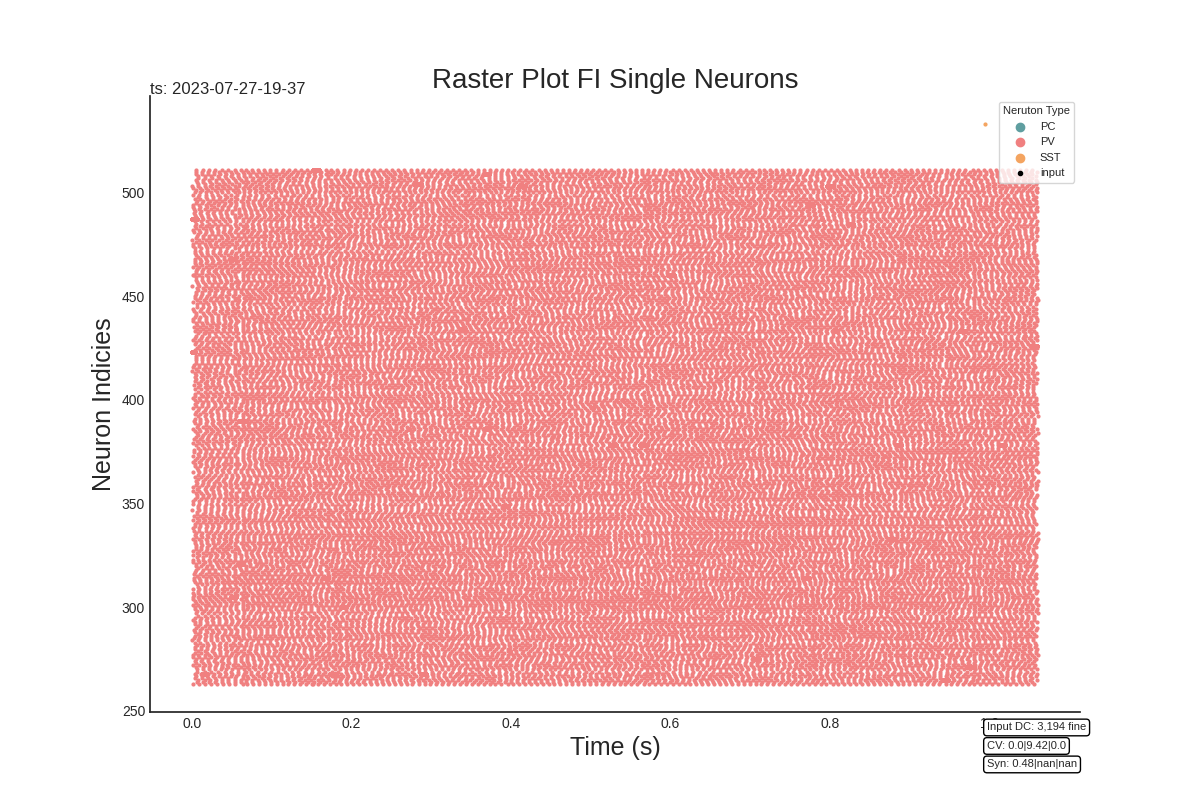 Raster Plot FI Single Neurons
ts: 2023-07-27-19-37
Neruton Type
PC
PV
SST
input
500
450
400
350
300
250
Neuron Indicies
0.0 0.2 0.4 0.6 0.8
Time (s)
Input DC: 3,194 fine
CV: 0.0|9.42|0.0
Syn: 0.48|nan|nan